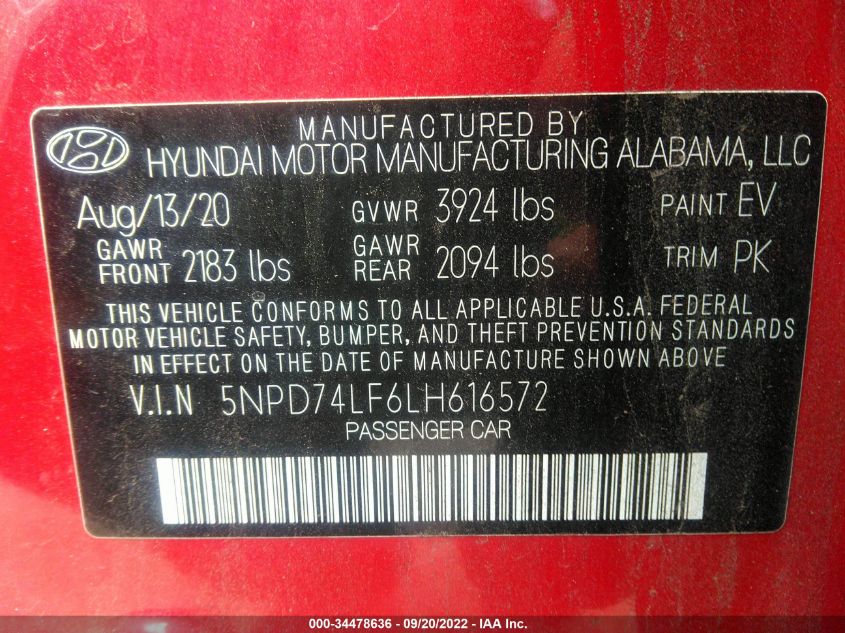 MANUFACTURED BY
HYUNDAI MOTOR MANUFACTURING ALABAMA, LLC
Aug/13/20 GVWR 3924 lbs PAINT EV
GAWR FRONT 2183 lbs GAWR REAR 2094 lbs TRIM PK
THIS VEHICLE CONFORMS TO ALL APPLICABLE U.S.A. FEDERAL
MOTOR VEHICLE SAFETY, BUMPER, AND THEFT PREVENTION STANDARDS
IN EFFECT ON THE DATE OF MANUFACTURE SHOWN ABOVE
V.I.N 5NPD74LF6LH616572
PASSENGER CAR
000-34478636 - 09/20/2022 - IAA Inc.